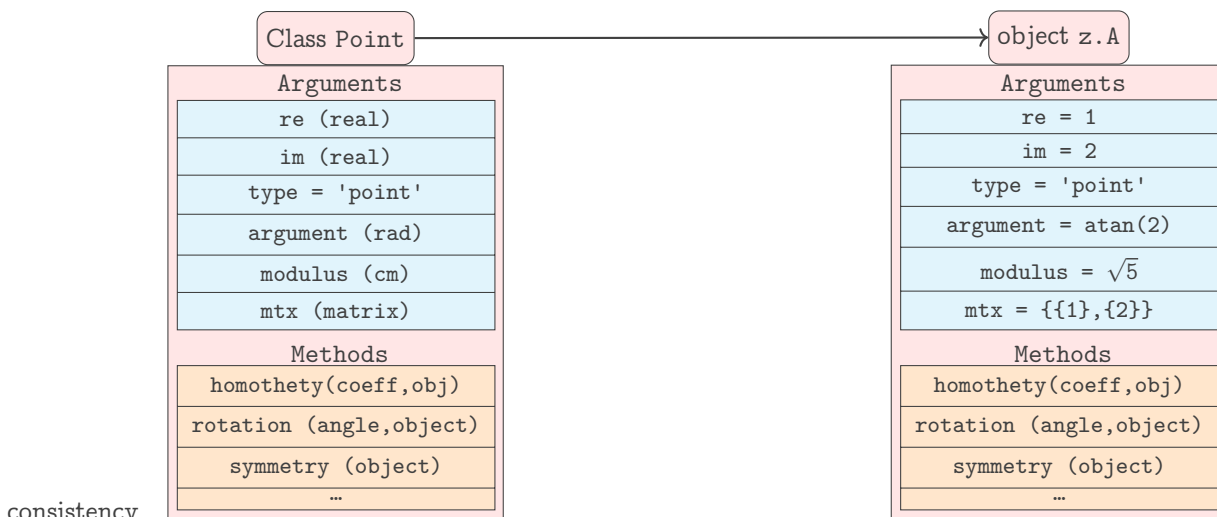 Class Point
object z.A
Arguments
re (real)
im (real)
type = 'point'
argument (rad)
modulus (cm)
mtx (matrix)
Methods
homothety(coeff,obj)
rotation (angle,object)
symmetry (object)
…
Arguments
re = 1
im = 2
type = 'point'
argument = atan(2)
modulus = √5
mtx = {{1},{2}}
Methods
homothety(coeff,obj)
rotation (angle,object)
symmetry (object)
…
consistency